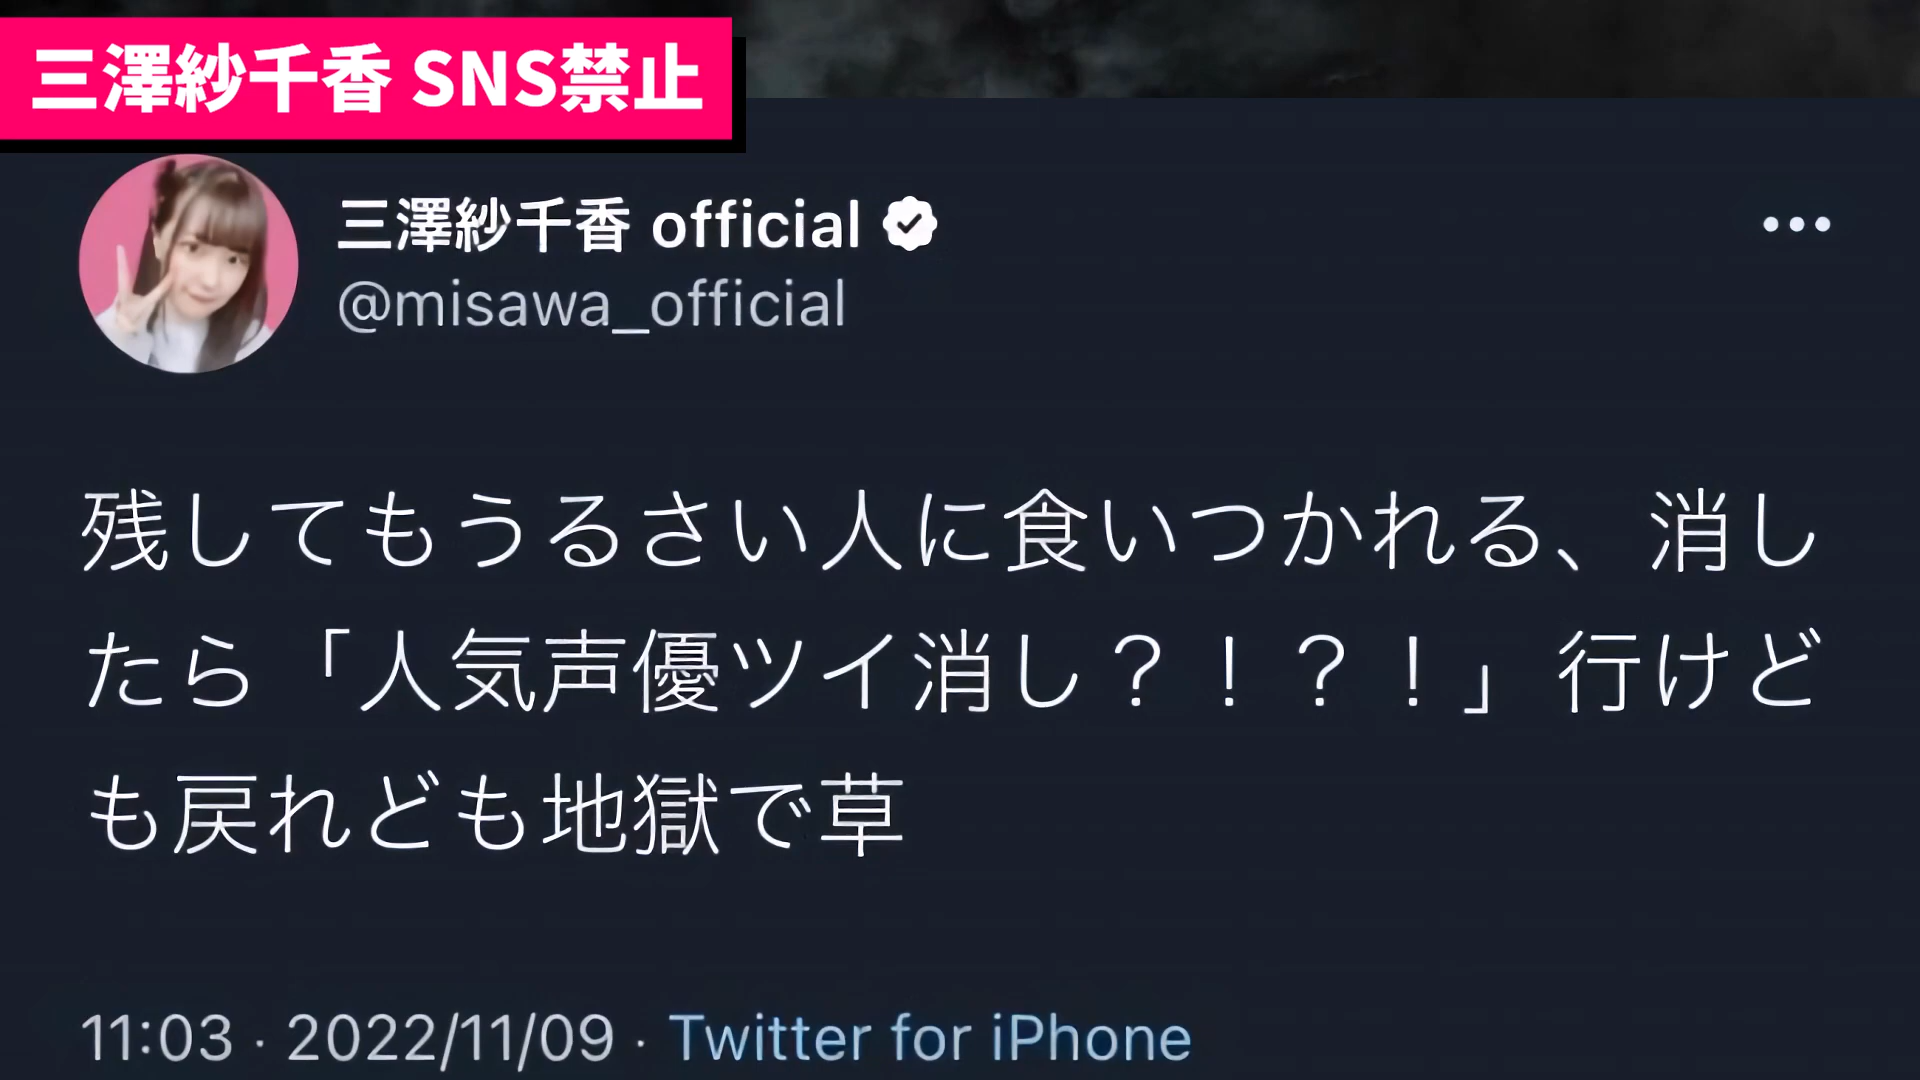 三澤紗千香 SNS禁止
三澤紗千香 official
@misawa_official
残してもうるさい人に食いつかれる、消し
たら「人気声優ツイ消し？！？！」行けど
も戻れども地獄で草
11:03 · 2022/11/09 · Twitter for iPhone